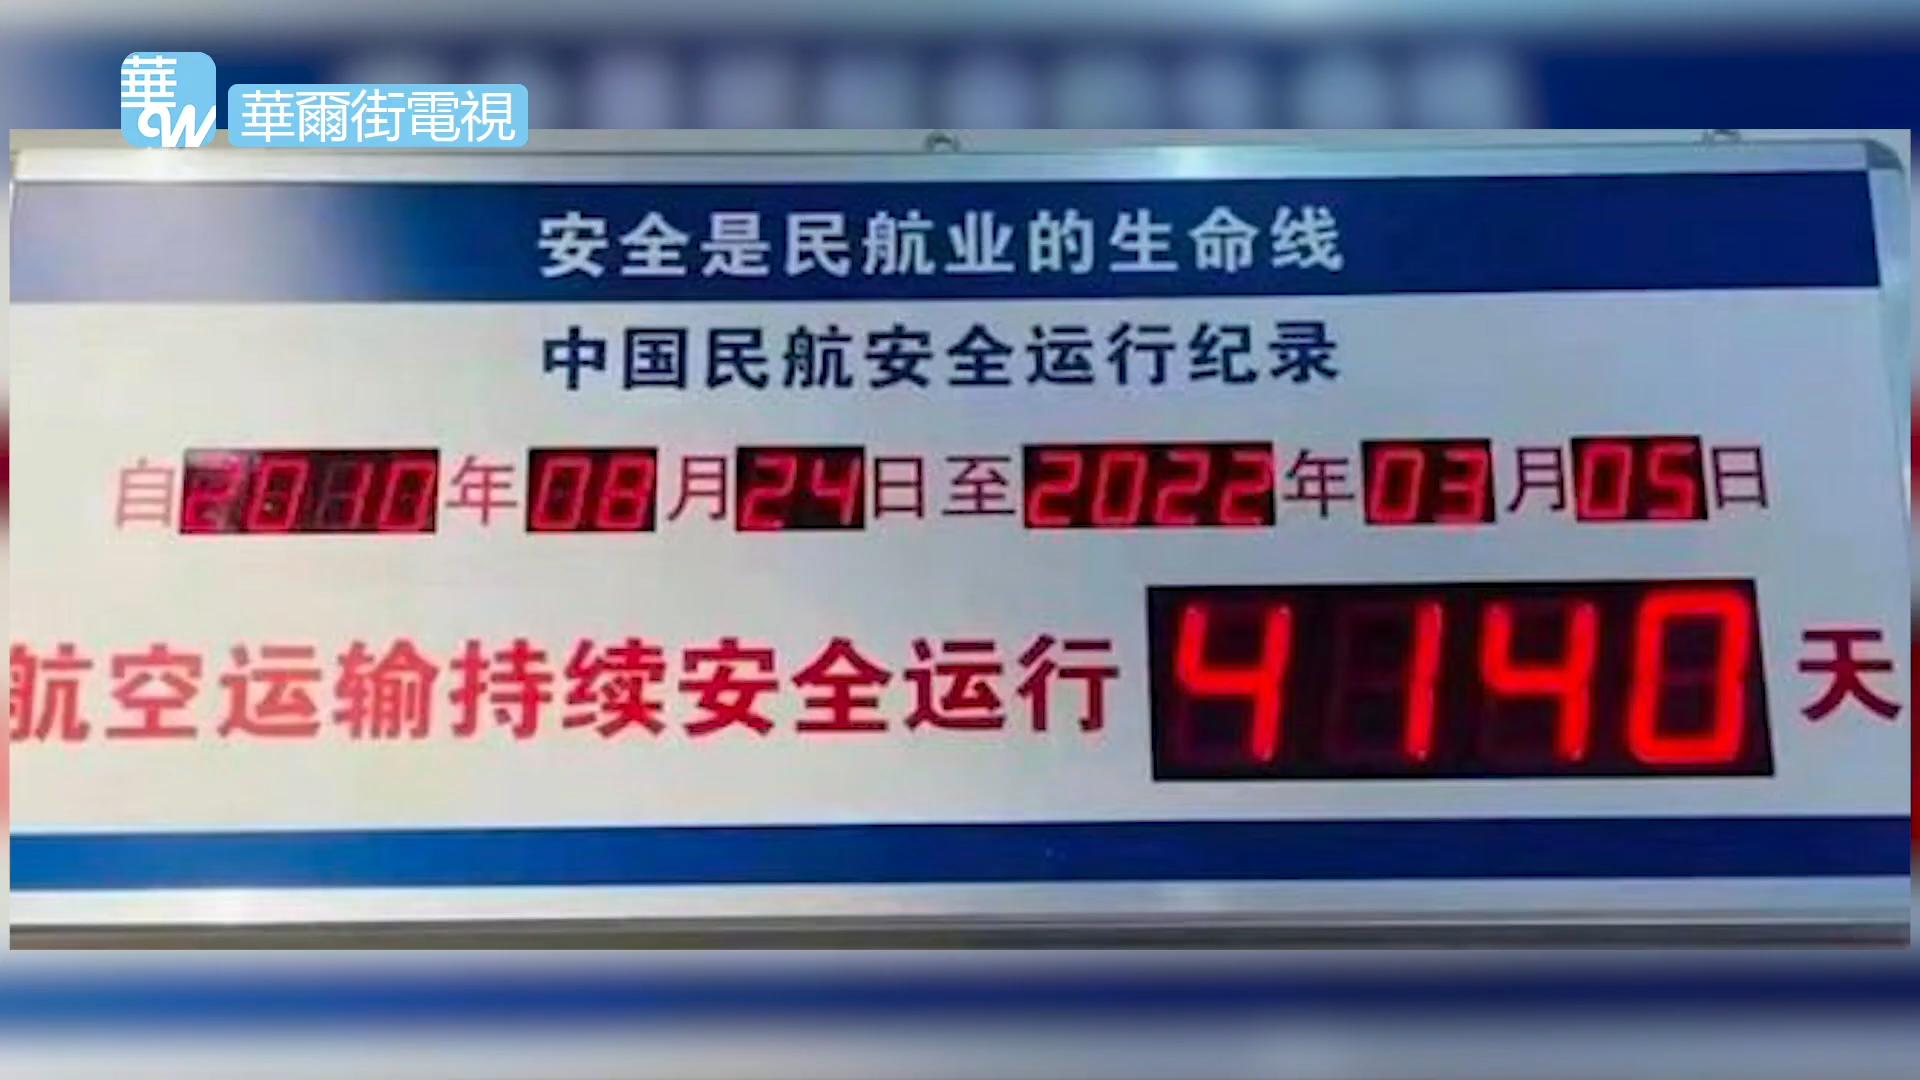 華
華爾街電視
安全是民航业的生命线
中国民航安全运行纪录
自2010年08月24日至2022年03月05日
航空运输持续安全运行4140天